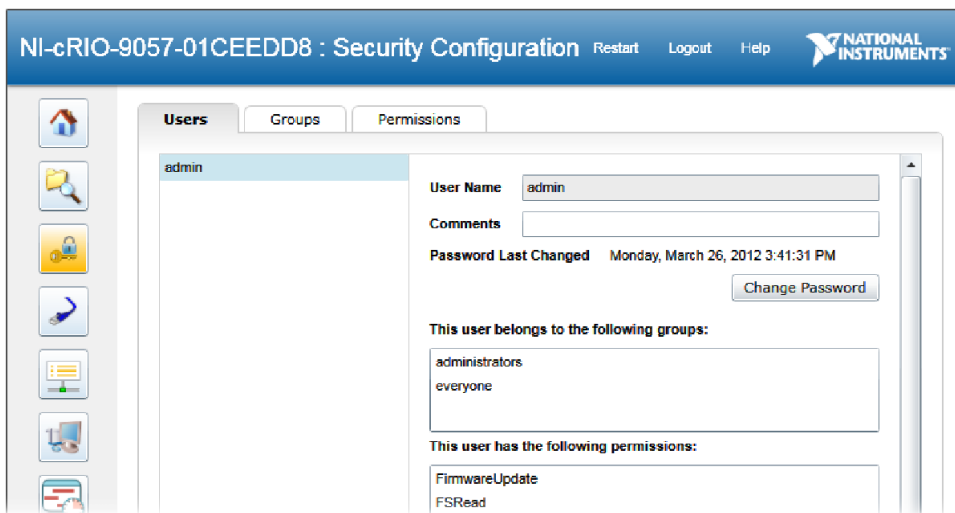 NI-cRIO-9057-01CEEDD8 : Security Configuration Restart Logout Help NATIONAL INSTRUMENTS
Users Groups Permissions
admin
User Name admin
Comments
Password Last Changed Monday, March 26, 2012 3:41:31 PM
Change Password
This user belongs to the following groups:
administrators
everyone
This user has the following permissions:
FirmwareUpdate
FSRead